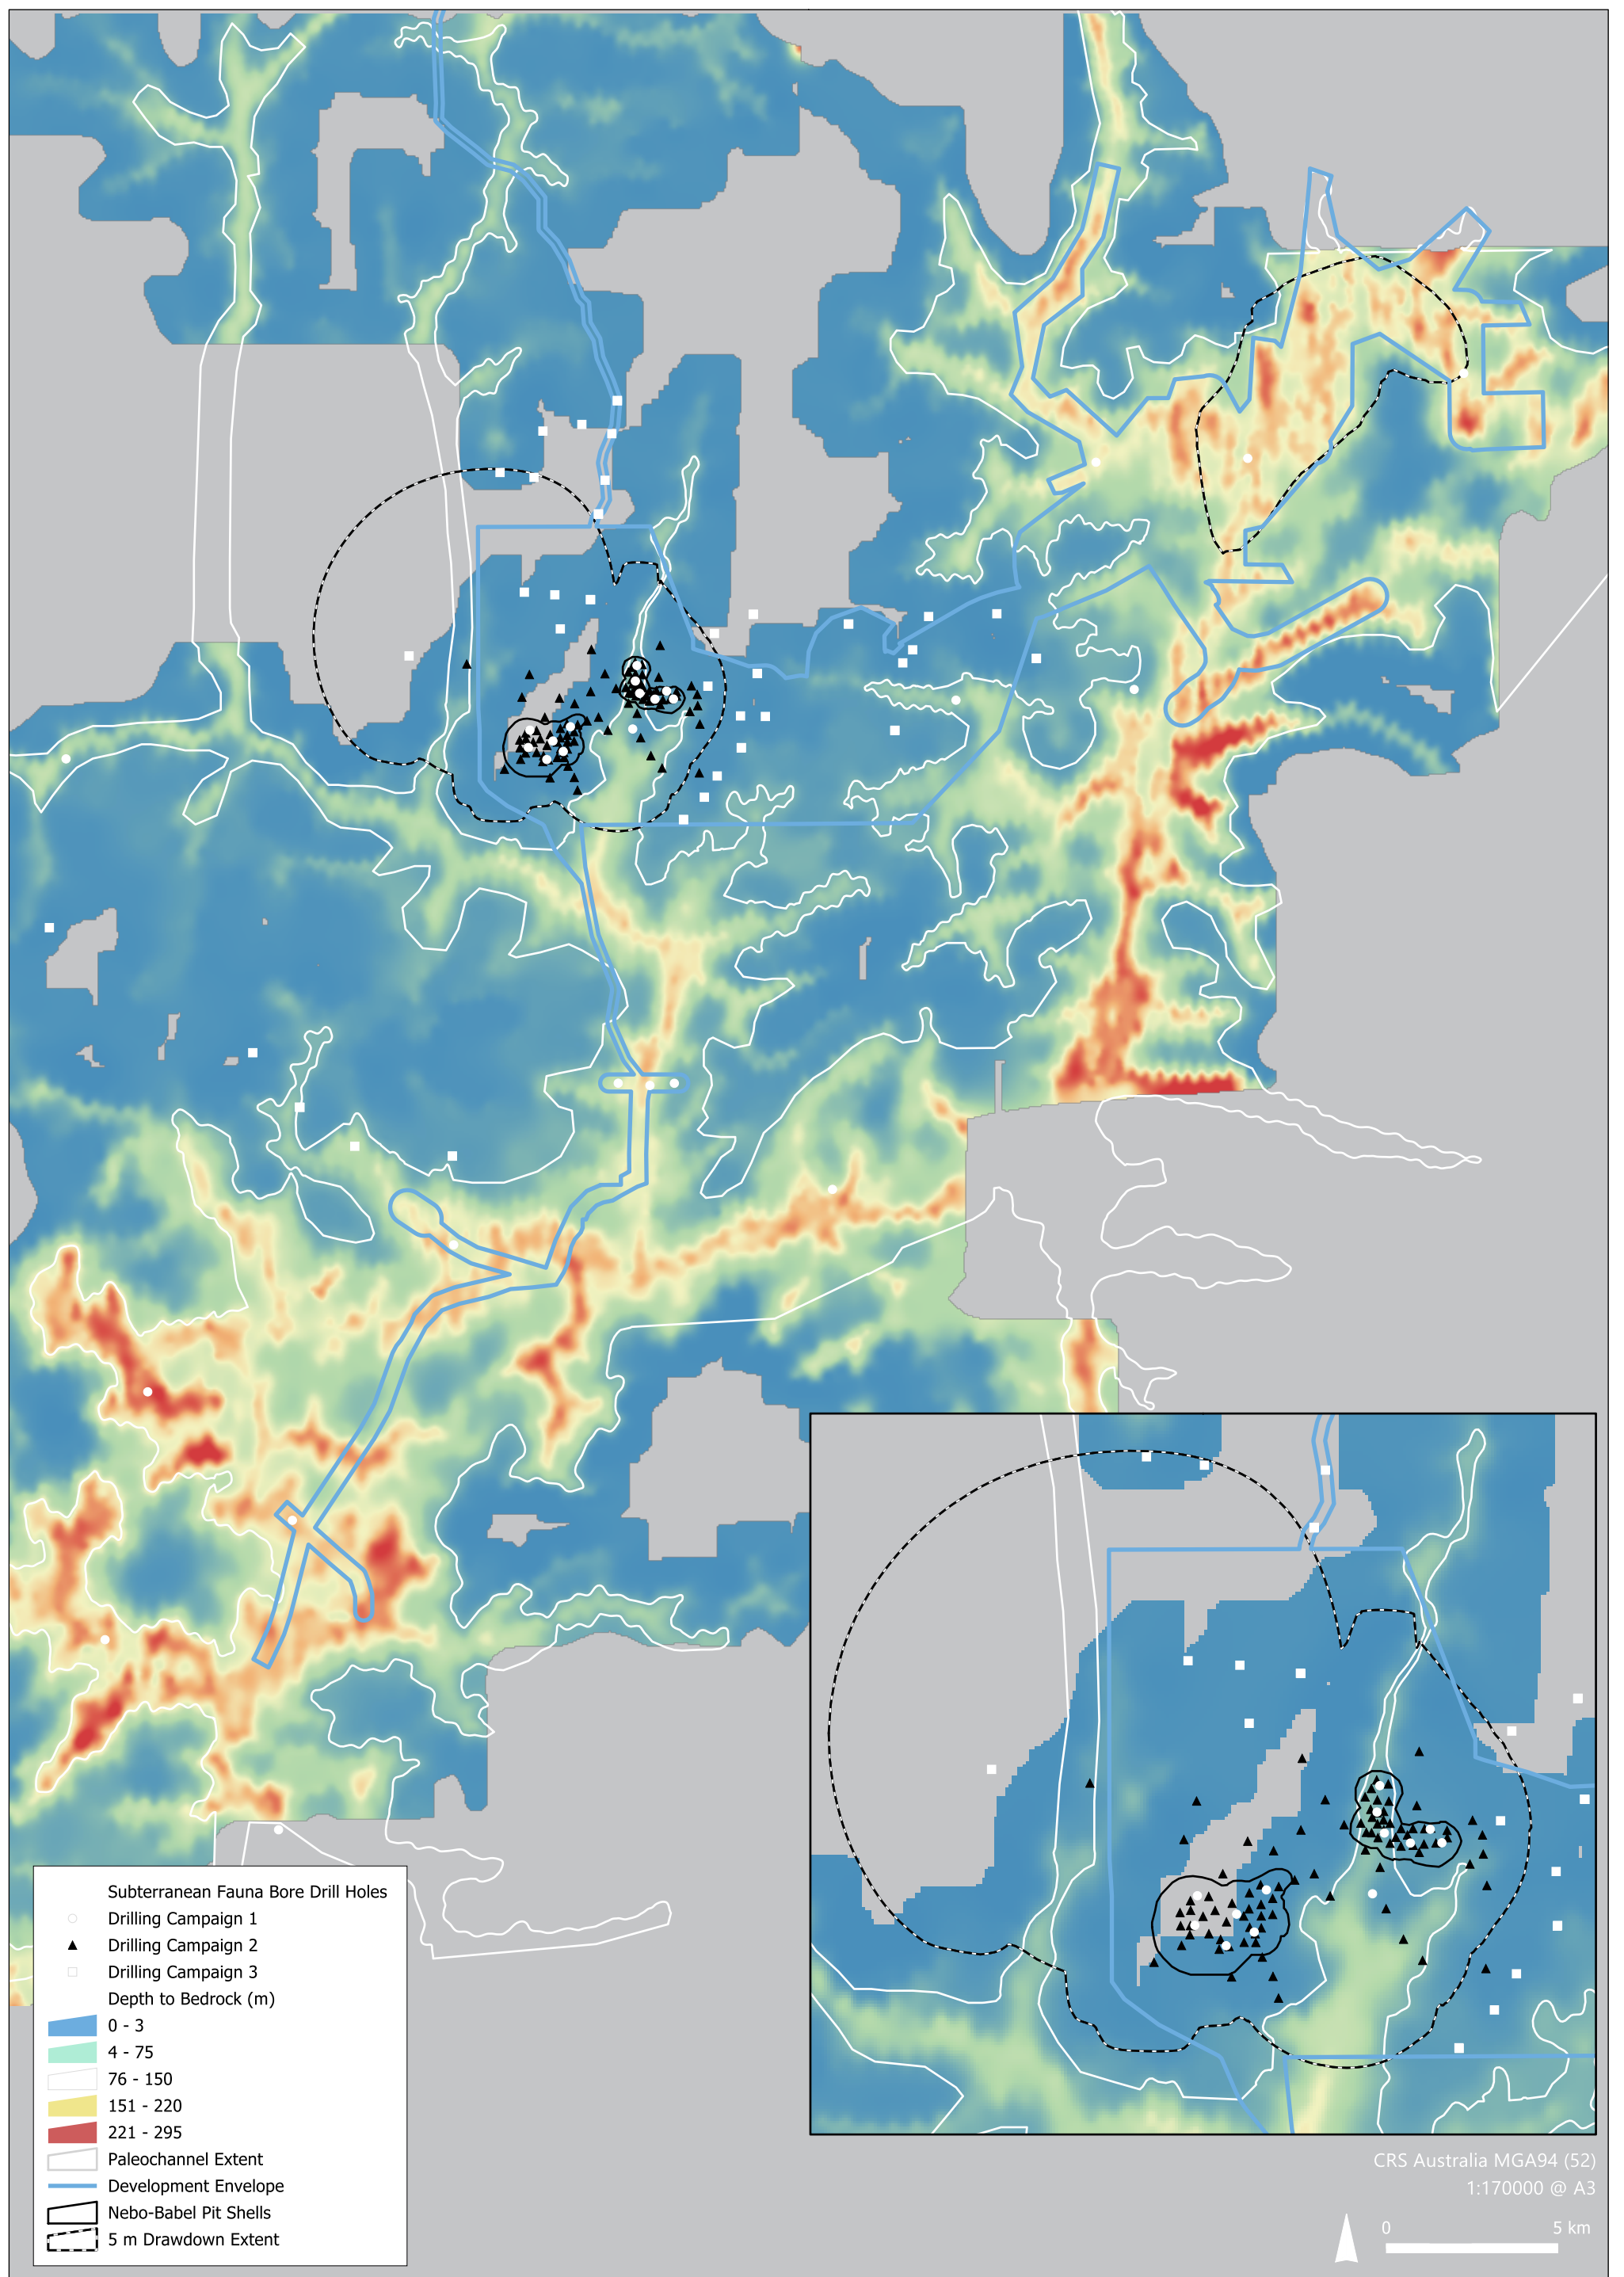 Subterranean Fauna Bore Drill Holes
Drilling Campaign 1
Drilling Campaign 2
Drilling Campaign 3
Depth to Bedrock (m)
0 - 3
4 - 75
76 - 150
151 - 220
221 - 295
Paleochannel Extent
Development Envelope
Nebo-Babel Pit Shells
5 m Drawdown Extent
CRS Australia MGA94 (52)
1:170000 @ A3
0 5 km